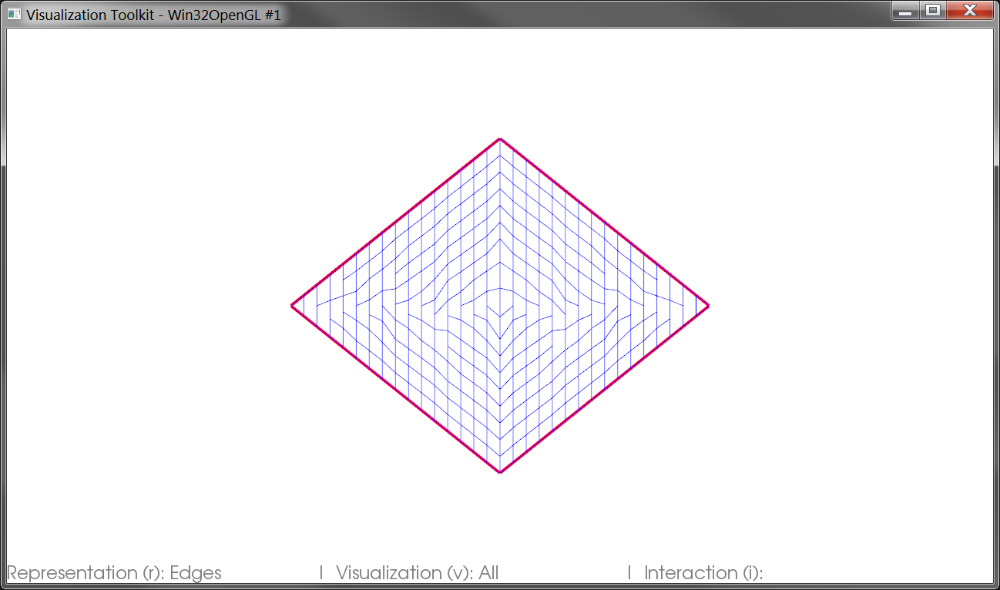 Visualization Toolkit - Win32OpenGL #1
Representation (r): Edges | Visualization (v): All | Interaction (i):